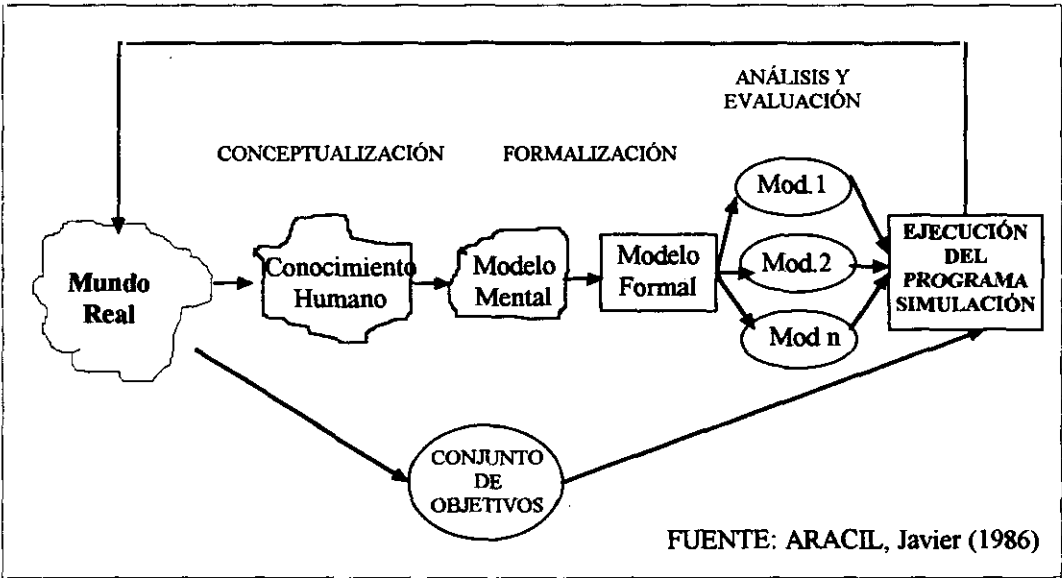 ANÁLISIS Y
EVALUACIÓN
CONCEPTUALIZACIÓN
FORMALIZACIÓN
Mundo
Real
Conocimiento
Humano
Modelo
Mental
Modelo
Formal
Mod.1
Mod.2
Mod n
EJECUCIÓN
DEL
PROGRAMA
SIMULACIÓN
CONJUNTO
DE
OBJETIVOS
FUENTE: ARACIL, Javier (1986)